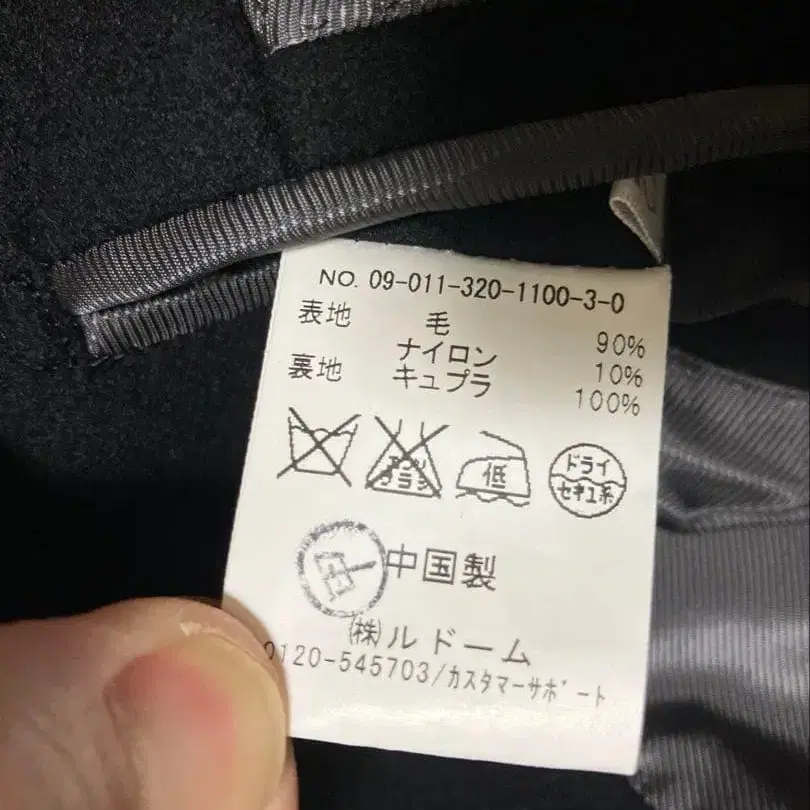 NO. 09-011-320-1100-3-0
表地 毛 90%
ナイロン 10%
裏地 キュプラ 100%
低
ドライ
セキユ系
中国製
(株)ルドーム
0120-545703/カスタマーサポート